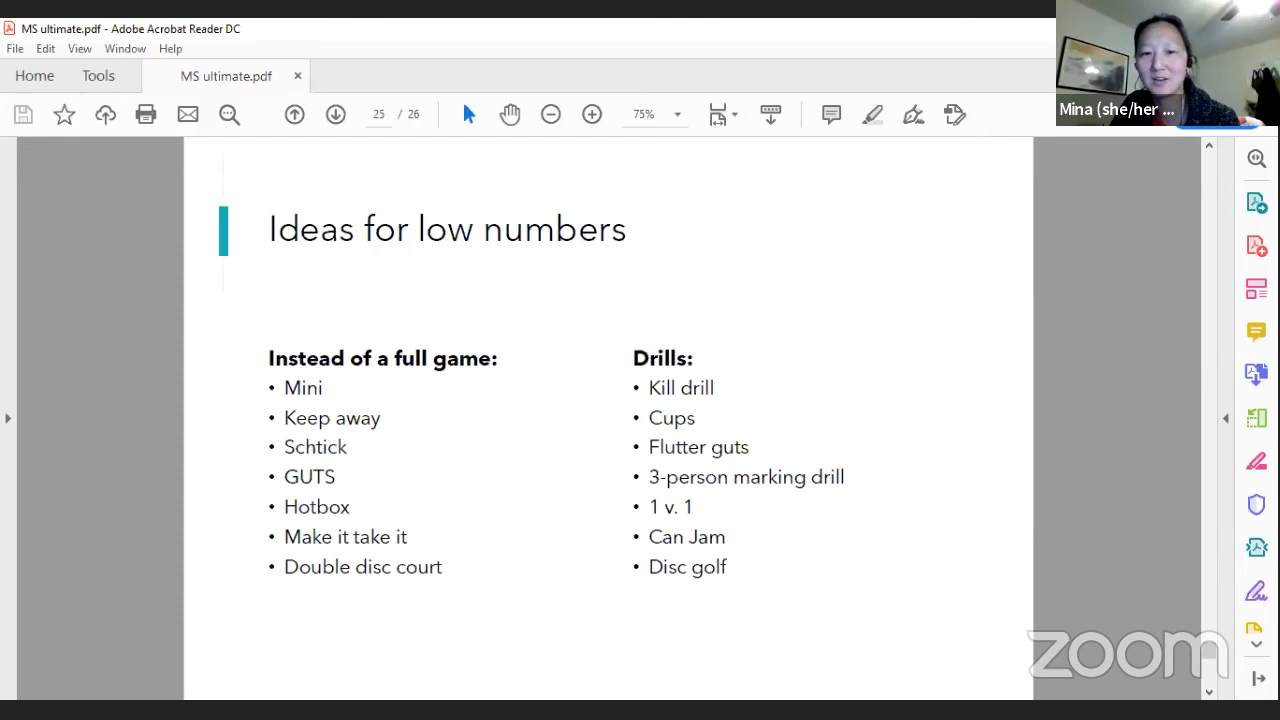 MS ultimate.pdf - Adobe Acrobat Reader DC
File Edit View Window Help
Home Tools MS ultimate.pdf ×
25 / 26 75%
Mina (she/her ...
Ideas for low numbers
Instead of a full game:
• Mini
• Keep away
• Schtick
• GUTS
• Hotbox
• Make it take it
• Double disc court
Drills:
• Kill drill
• Cups
• Flutter guts
• 3-person marking drill
• 1 v. 1
• Can Jam
• Disc golf
zoom